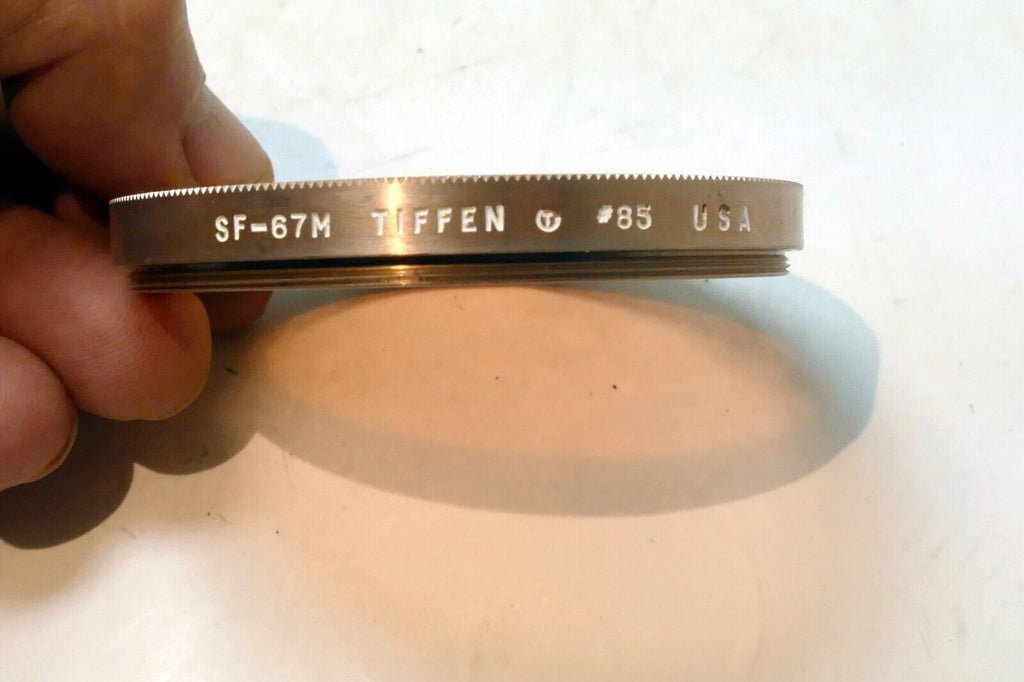 SF-67M TIFFEN T #85 USA